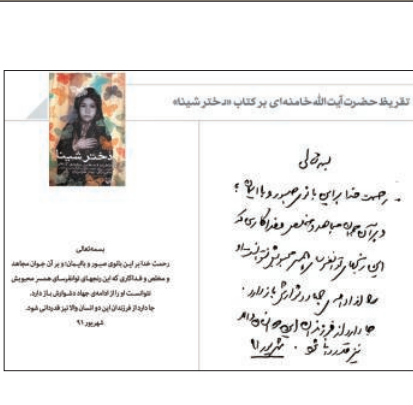 تقریظ حضرت آیت‌الله خامنه‌ای بر کتاب «دختر شینا»
دختر شینا
بسمه تعالی
رحمت خدا بر این بانوی صبور و باایمان؛
و بر آن جوان مجاهد و مخلص و فداکاری که
این رنجهای توانفرسای همسر محبوبش نتوانست او
را از ادامه‌ی جهاد دشوارش باز دارد.
جا دارد از فرزندان این دو انسان والا
نیز قدردانی شود. شهریور ۹۱
بسمه‌تعالی
رحمت خدا بر این بانوی صبور و باایمان؛ و بر آن جوان مجاهد
و مخلص و فداکاری که این رنجهای توانفرسای همسر محبوبش
نتوانست او را از ادامه‌ی جهاد دشوارش باز دارد.
جا دارد از فرزندان این دو انسان والا نیز قدردانی شود.
شهریور ۹۱